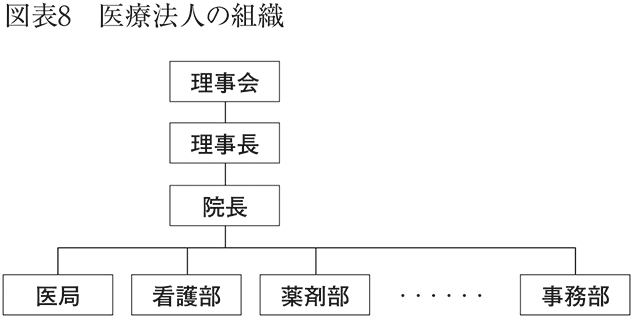 図表8　医療法人の組織
理事会
理事長
院長
医局　看護部　薬剤部　・・・・・・　事務部